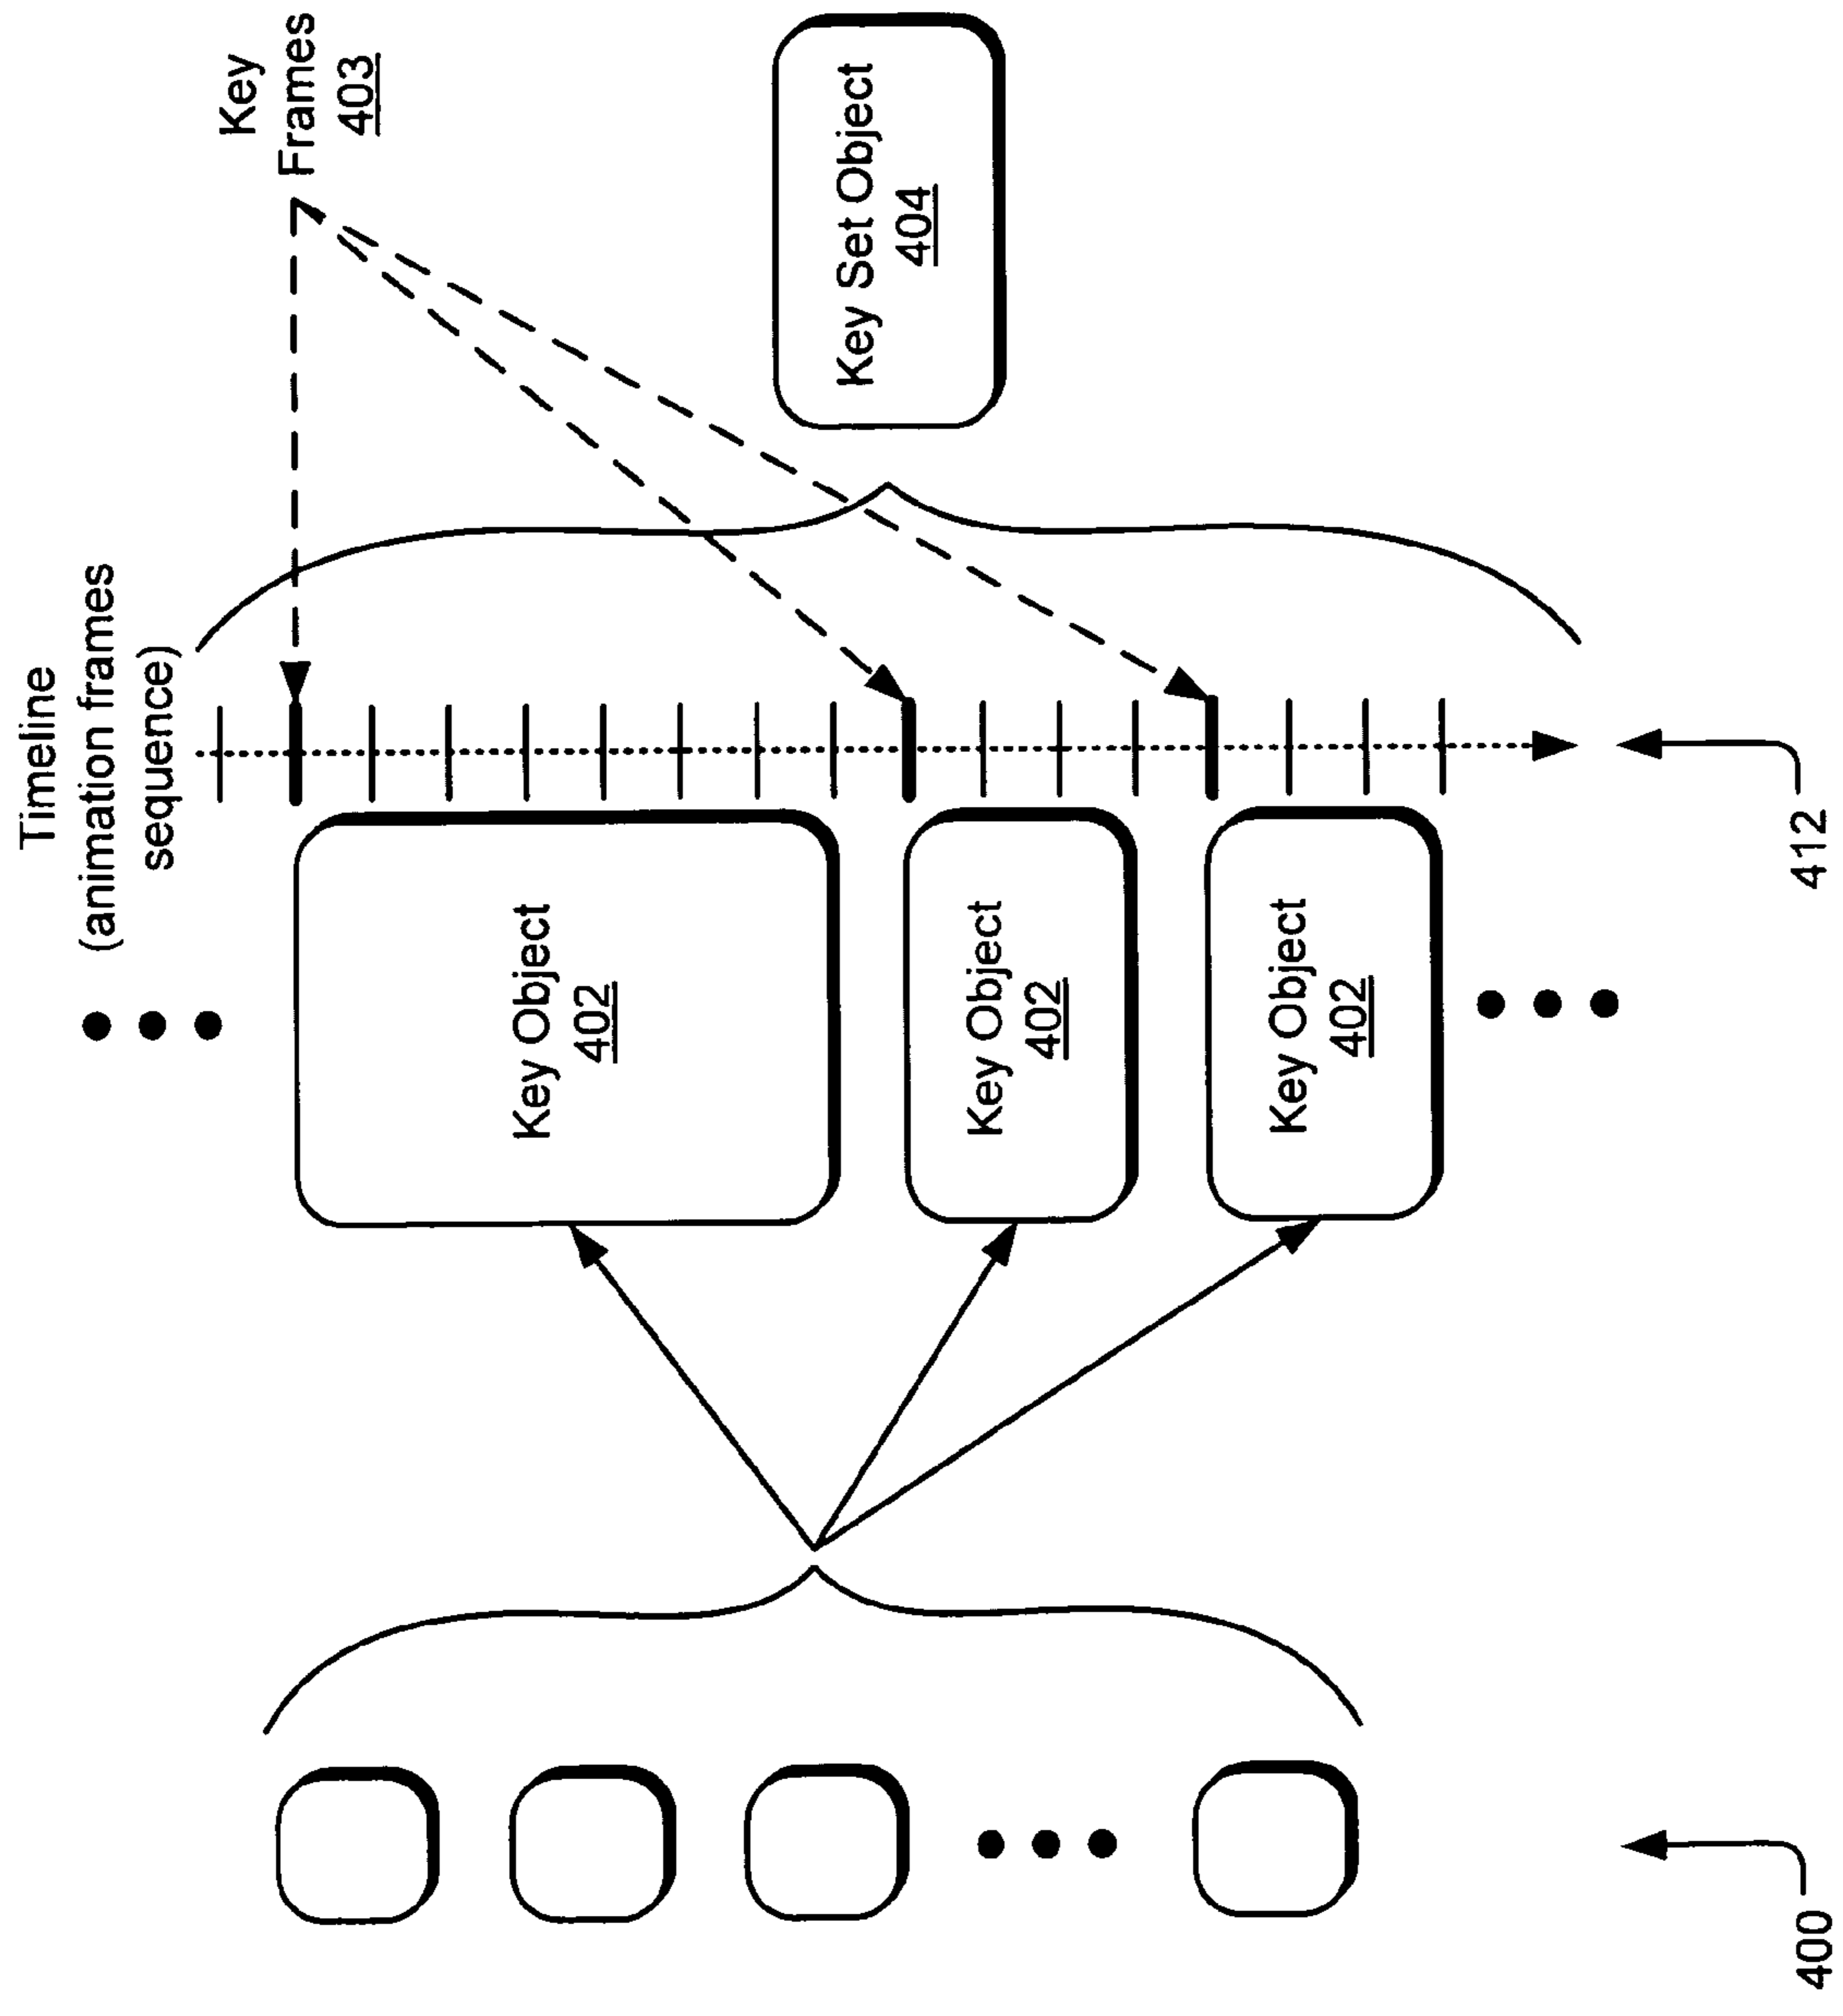 Timeline
(animation frames
sequence)
Key
Frames
403
Key Object
402
Key Object
402
Key Object
402
Key Set Object
404
400
412